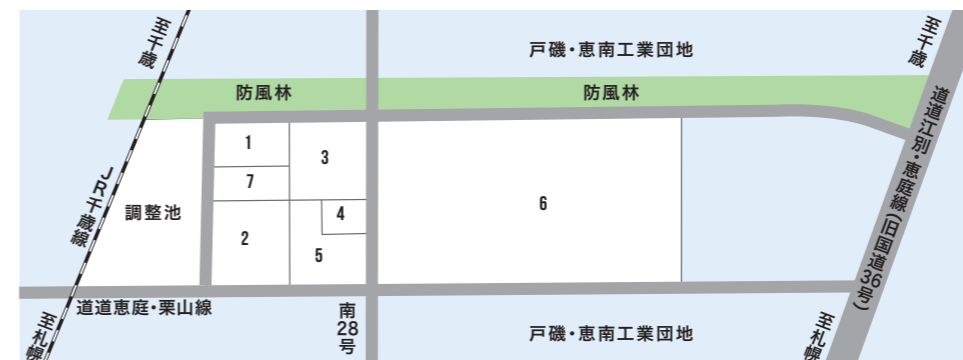 至千歳
戸磯・恵南工業団地
至千歳
防風林
防風林
道道江別・恵庭線(旧国道36号)
1
3
7
JR千歳線
調整池
4
6
2
5
道道恵庭・栗山線
南28号
戸磯・恵南工業団地
至札幌
至札幌